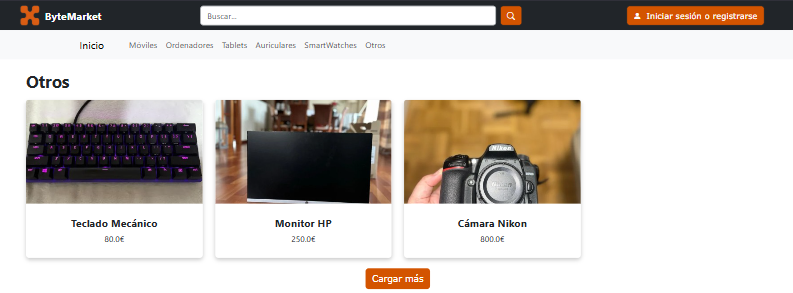 ByteMarket
Buscar...
Iniciar sesión o registrarse
Inicio
Móviles
Ordenadores
Tablets
Auriculares
SmartWatches
Otros
Otros
Nikon
Teclado Mecánico
80.0€
Monitor HP
250.0€
Cámara Nikon
800.0€
Cargar más